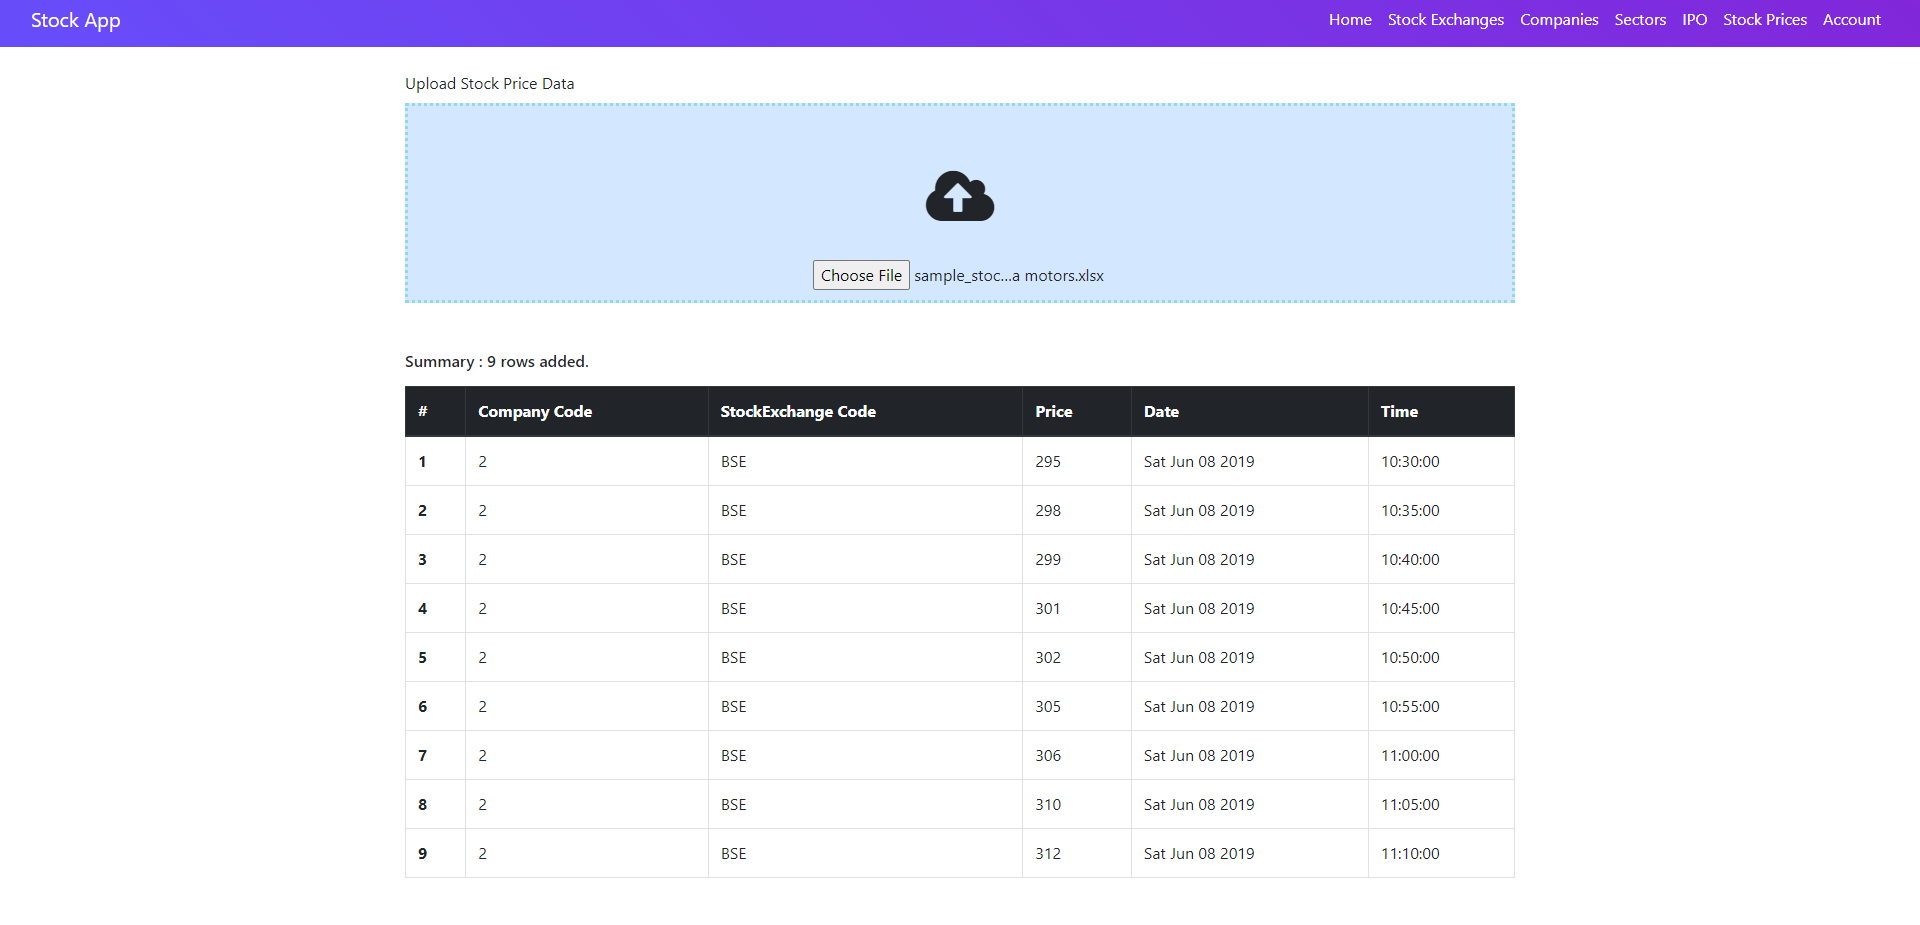 Stock App Home Stock Exchanges Companies Sectors IPO Stock Prices Account
Upload Stock Price Data
Choose File sample_stoc...a motors.xlsx
Summary : 9 rows added.
# Company Code StockExchange Code Price Date Time
1 2 BSE 295 Sat Jun 08 2019 10:30:00
2 2 BSE 298 Sat Jun 08 2019 10:35:00
3 2 BSE 299 Sat Jun 08 2019 10:40:00
4 2 BSE 301 Sat Jun 08 2019 10:45:00
5 2 BSE 302 Sat Jun 08 2019 10:50:00
6 2 BSE 305 Sat Jun 08 2019 10:55:00
7 2 BSE 306 Sat Jun 08 2019 11:00:00
8 2 BSE 310 Sat Jun 08 2019 11:05:00
9 2 BSE 312 Sat Jun 08 2019 11:10:00